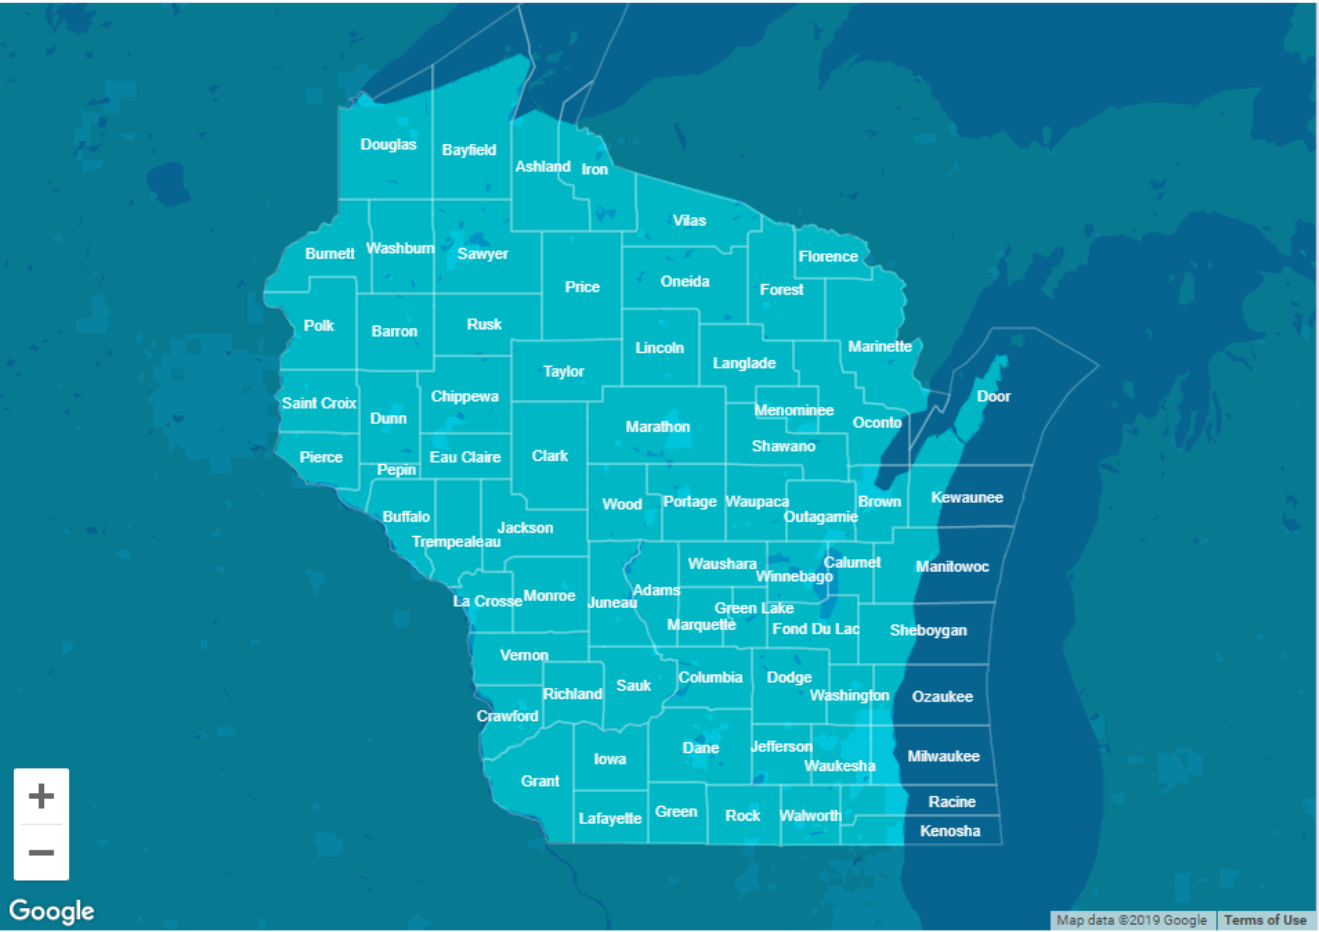 Douglas
Bayfield
Ashland
Iron
Vilas
Burnett
Washburn
Sawyer
Florence
Price
Oneida
Forest
Polk
Barron
Rusk
Lincoln
Marinette
Langlade
Taylor
Saint Croix
Chippewa
Door
Dunn
Menominee
Marathon
Oconto
Shawano
Pierce
Eau Claire
Clark
Pepin
Wood
Portage
Waupaca
Brown
Kewaunee
Buffalo
Outagamie
Jackson
Trempealeau
Waushara
Calumet
Manitowoc
Winnebago
Adams
La Crosse
Monroe
Juneau
Green Lake
Marquette
Fond Du Lac
Sheboygan
Vernon
Columbia
Dodge
Sauk
Richland
Washington
Ozaukee
Crawford
Dane
Jefferson
Iowa
Waukesha
Milwaukee
Grant
Racine
Lafayette
Green
Rock
Walworth
Kenosha
+
−
Google
Map data ©2019 Google
Terms of Use